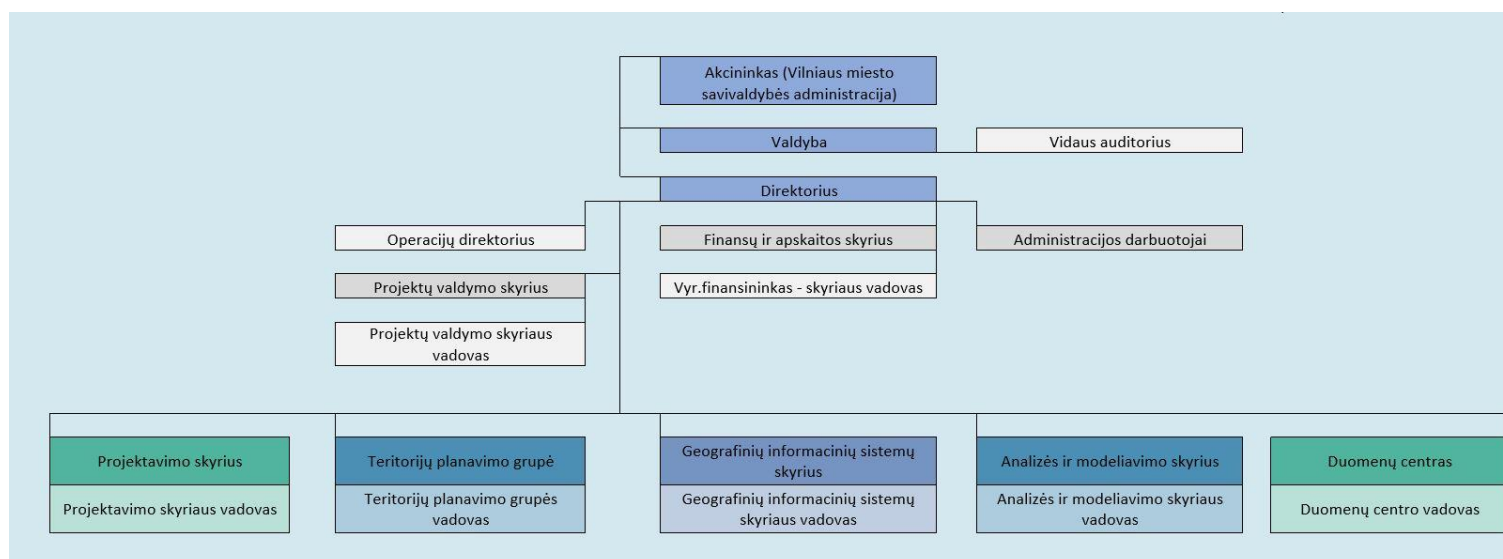 Akcininkas (Vilniaus miesto
savivaldybės administracija)
Valdyba
Vidaus auditorius
Direktorius
Operacijų direktorius
Finansų ir apskaitos skyrius
Administracijos darbuotojai
Projektų valdymo skyrius
Vyr.finansininkas - skyriaus vadovas
Projektų valdymo skyriaus
vadovas
Projektavimo skyrius
Teritorijų planavimo grupė
Geografinių informacinių sistemų
skyrius
Analizės ir modeliavimo skyrius
Duomenų centras
Projektavimo skyriaus vadovas
Teritorijų planavimo grupės
vadovas
Geografinių informacinių sistemų
skyriaus vadovas
Analizės ir modeliavimo skyriaus
vadovas
Duomenų centro vadovas